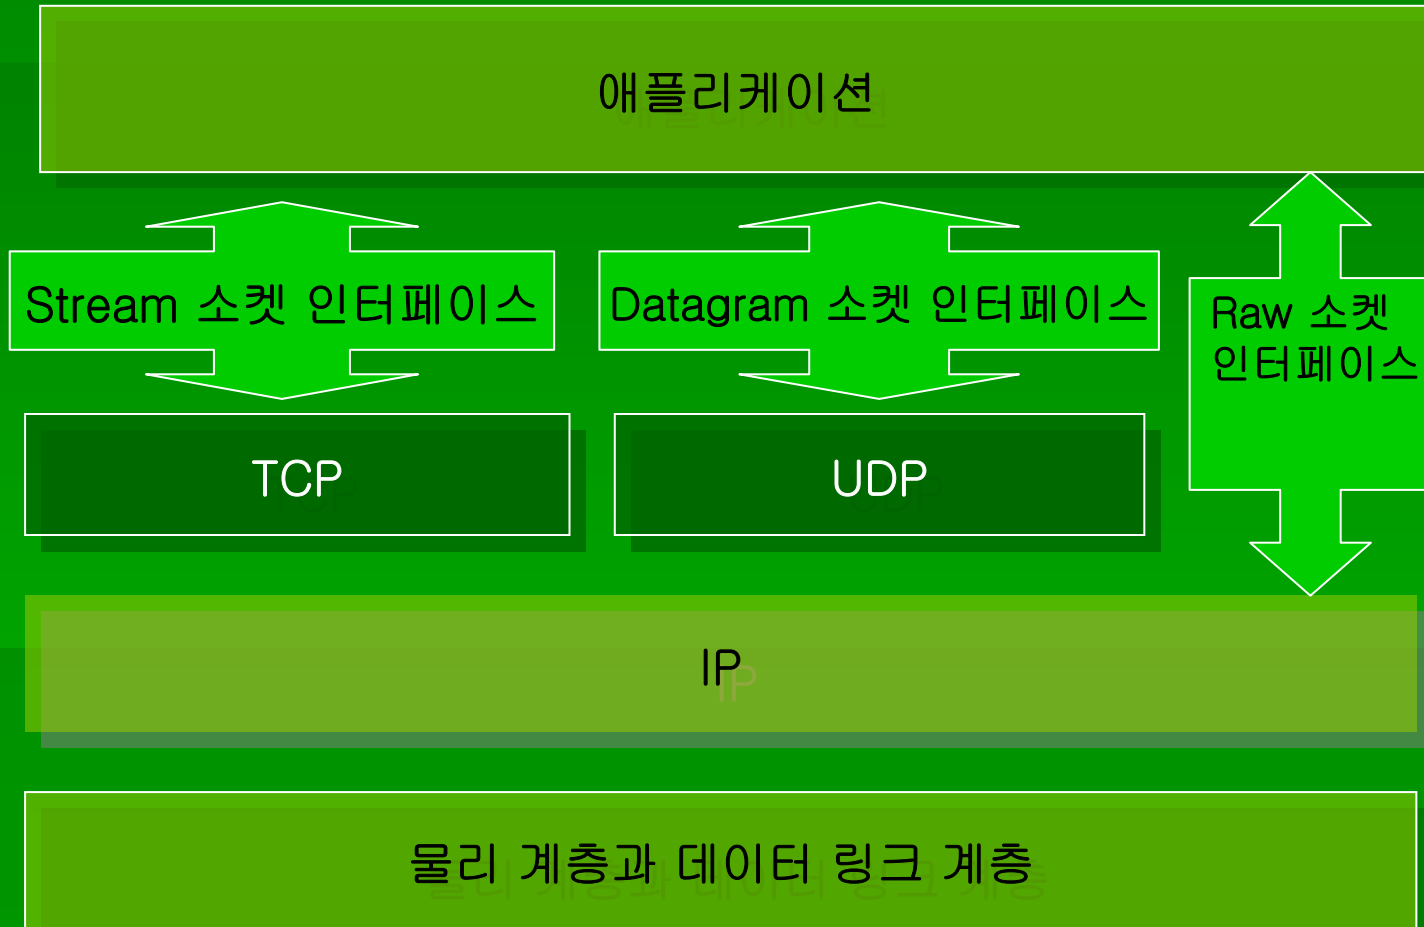 애플리케이션
Stream 소켓 인터페이스
Datagram 소켓 인터페이스
Raw 소켓
인터페이스
TCP
UDP
IP
물리 계층과 데이터 링크 계층